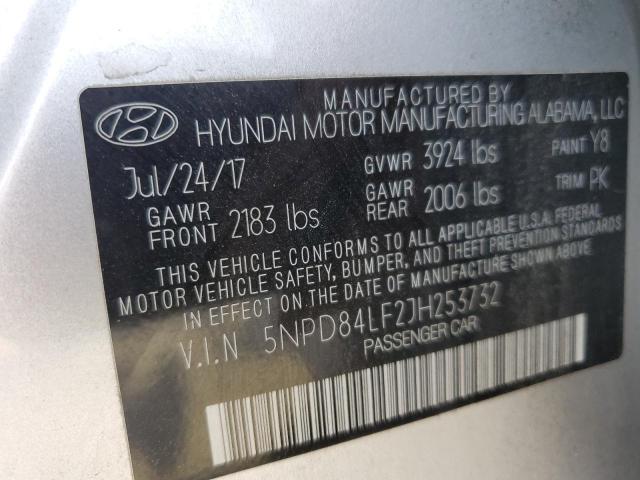 MANUFACTURED BY
HYUNDAI MOTOR MANUFACTURING ALABAMA, LLC
Jul/24/17 GVWR 3924 lbs PAINT Y8
GAWR FRONT 2183 lbs GAWR REAR 2006 lbs TRIM PK
THIS VEHICLE CONFORMS TO ALL APPLICABLE U.S.A. FEDERAL
MOTOR VEHICLE SAFETY, BUMPER, AND THEFT PREVENTION STANDARDS
IN EFFECT ON THE DATE OF MANUFACTURE SHOWN ABOVE.
V.I.N 5NPD84LF2JH253732
PASSENGER CAR